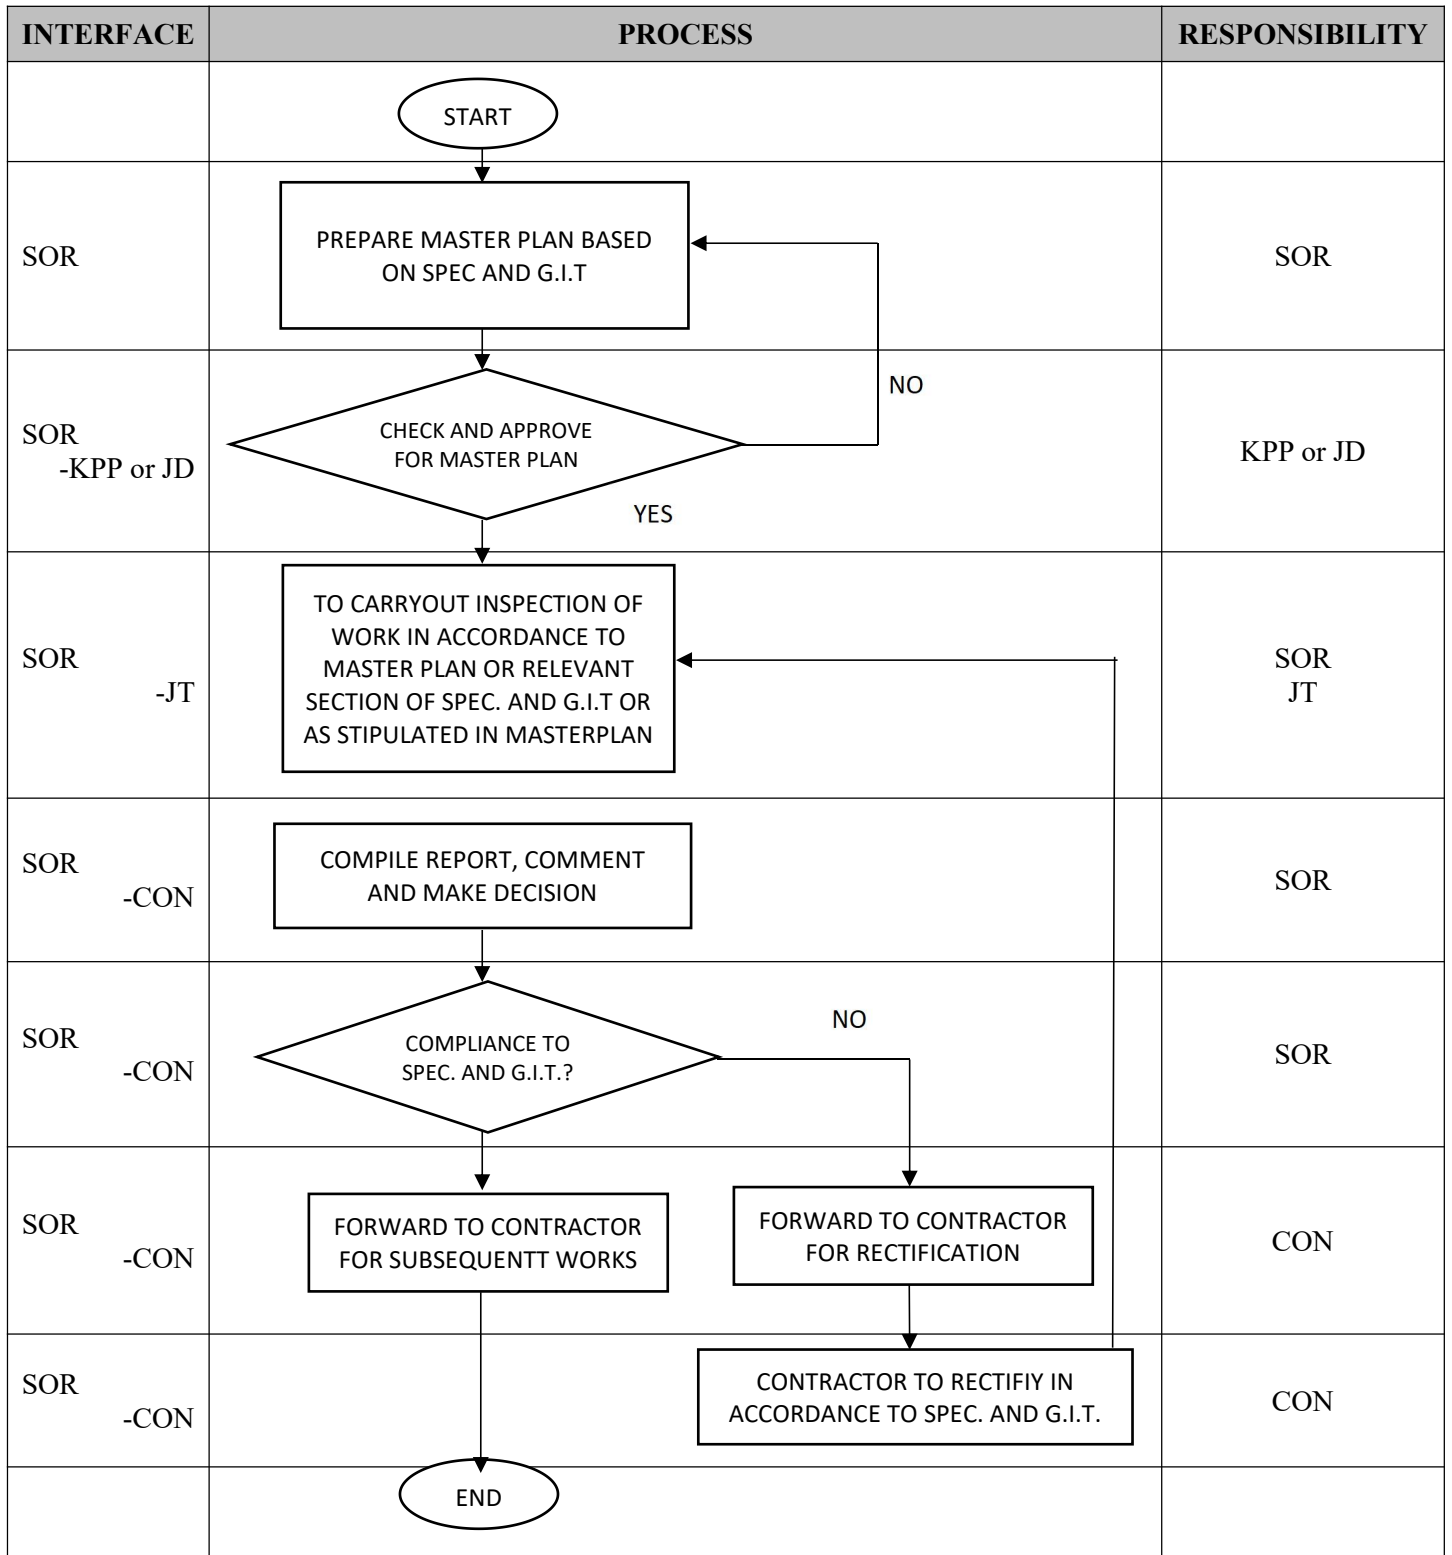 INTERFACE
PROCESS
RESPONSIBILITY
START
SOR
PREPARE MASTER PLAN BASED
ON SPEC AND G.I.T
SOR
NO
SOR
-KPP or JD
CHECK AND APPROVE
FOR MASTER PLAN
KPP or JD
YES
SOR
-JT
TO CARRYOUT INSPECTION OF
WORK IN ACCORDANCE TO
MASTER PLAN OR RELEVANT
SECTION OF SPEC. AND G.I.T OR
AS STIPULATED IN MASTERPLAN
SOR
JT
SOR
-CON
COMPILE REPORT, COMMENT
AND MAKE DECISION
SOR
SOR
-CON
COMPLIANCE TO
SPEC. AND G.I.T.?
NO
SOR
SOR
-CON
FORWARD TO CONTRACTOR
FOR SUBSEQUENTT WORKS
FORWARD TO CONTRACTOR
FOR RECTIFICATION
CON
SOR
-CON
CONTRACTOR TO RECTIFIY IN
ACCORDANCE TO SPEC. AND G.I.T.
CON
END